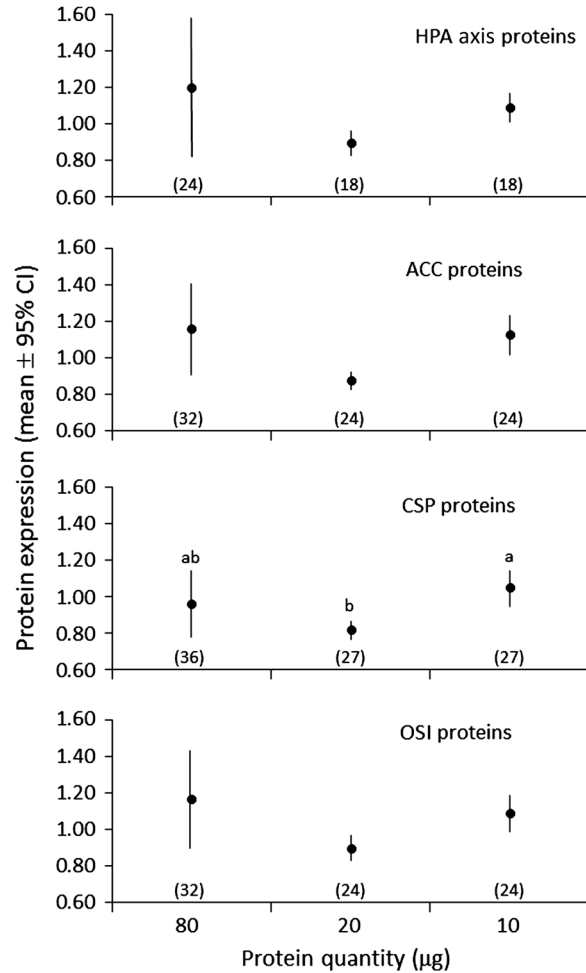 Protein expression (mean ± 95% CI)
HPA axis proteins
1.60
1.40
1.20
1.00
0.80
0.60
(24) (18) (18)
ACC proteins
1.60
1.40
1.20
1.00
0.80
0.60
(32) (24) (24)
CSP proteins
1.60
1.40
1.20
1.00
0.80
0.60
ab b a
(36) (27) (27)
OSI proteins
1.60
1.40
1.20
1.00
0.80
0.60
(32) (24) (24)
80 20 10
Protein quantity (µg)